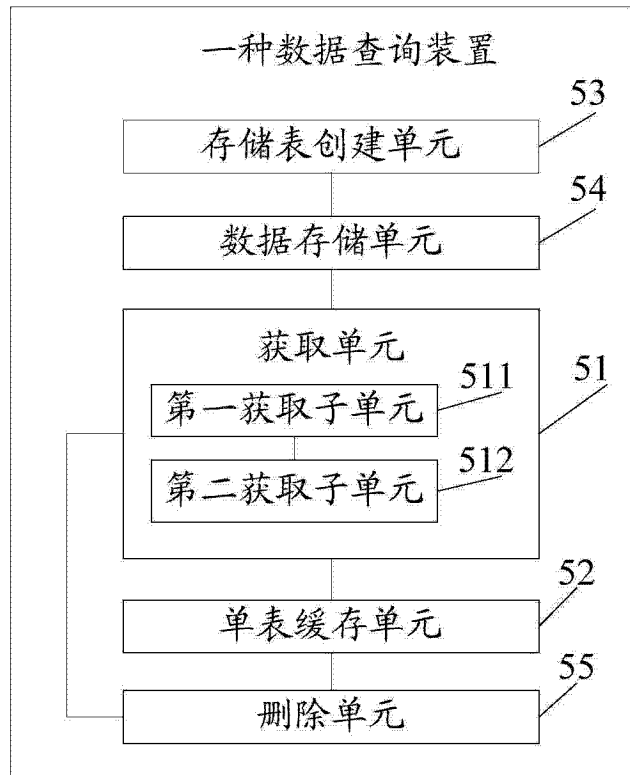 一种数据查询装置
53
存储表创建单元
54
数据存储单元
获取单元
51
511
第一获取子单元
512
第二获取子单元
52
单表缓存单元
55
删除单元